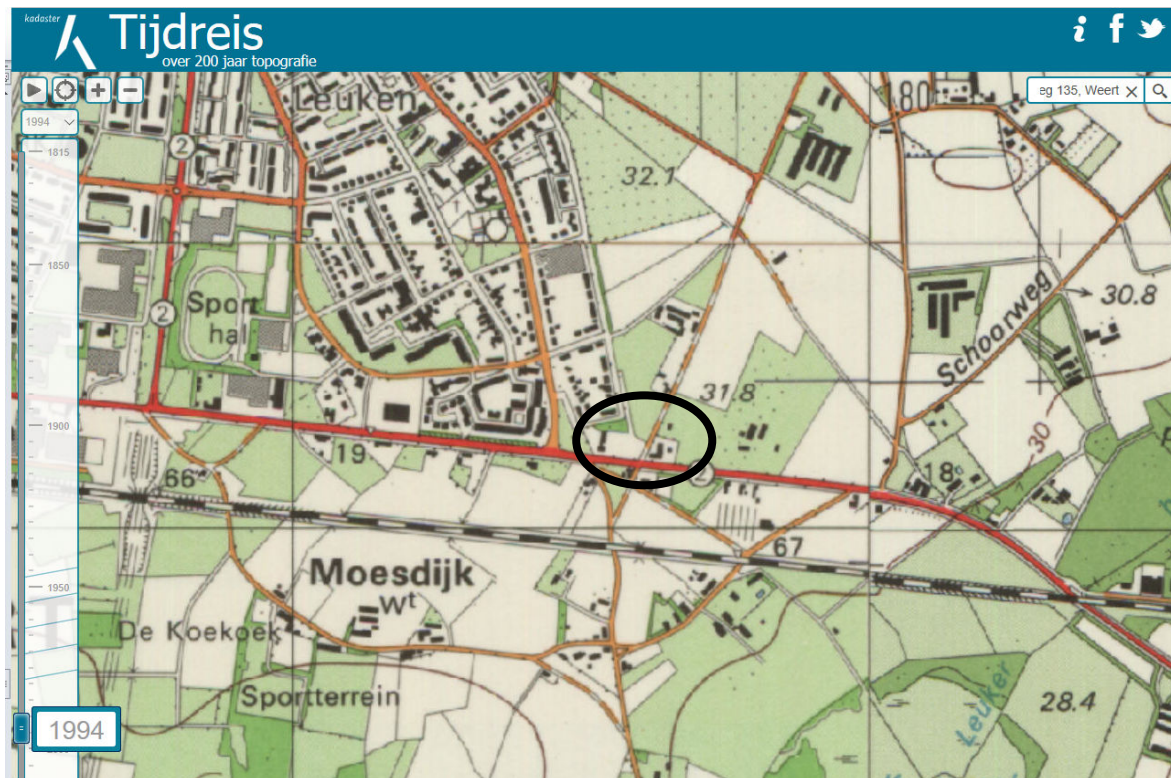 kadaster
Tijdreis
over 200 jaar topografie
eg 135, Weert
1994
1815
1850
1900
1950
1994
Leuken
180
2
32.1
2
Sport
hal
30.8
Schoorweg
31.8
30
19
2
18
66
67
Moesdijk
Wt
De Koekoek
Sportterrein
Leuker
28.4